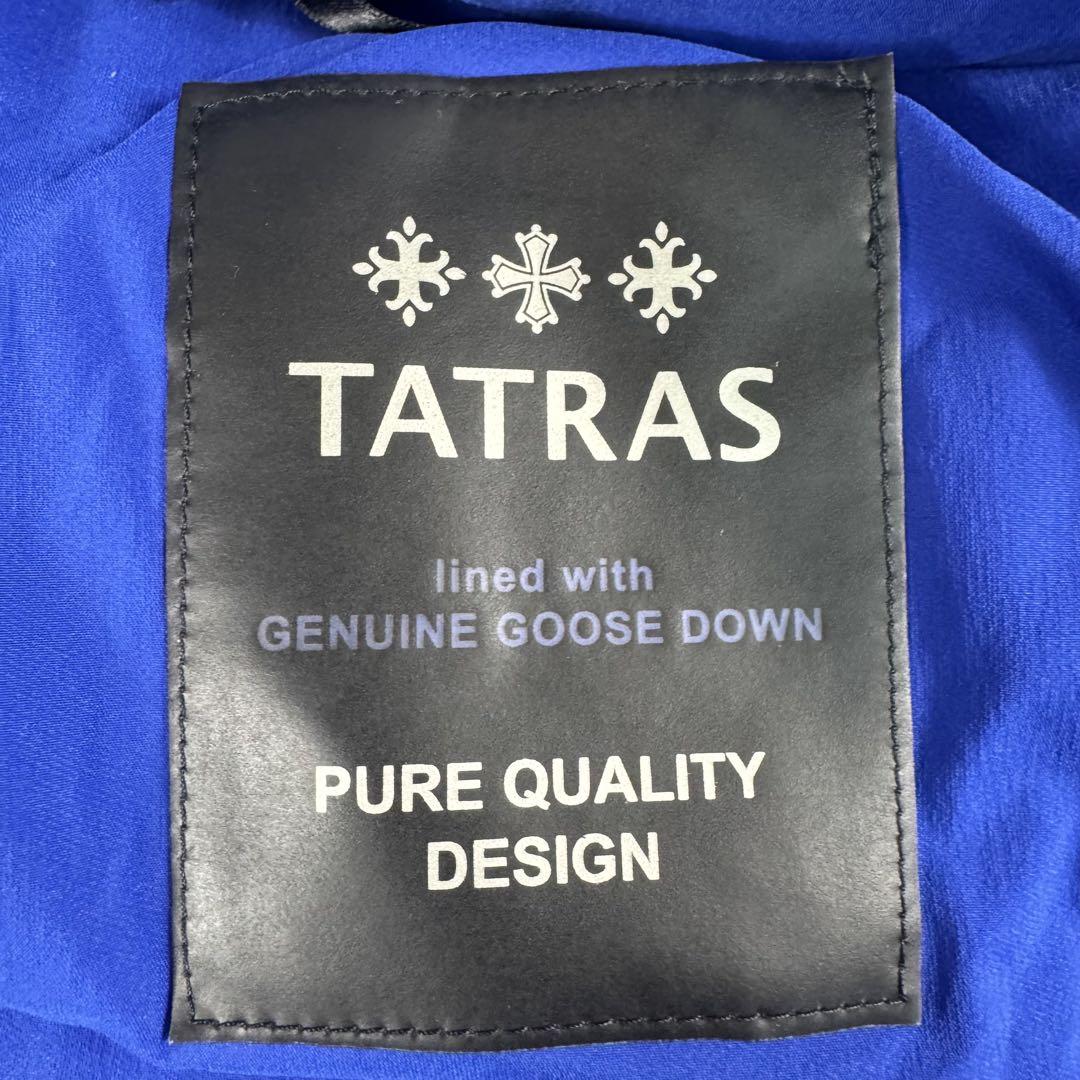 TATRAS
lined with
GENUINE GOOSE DOWN
PURE QUALITY
DESIGN